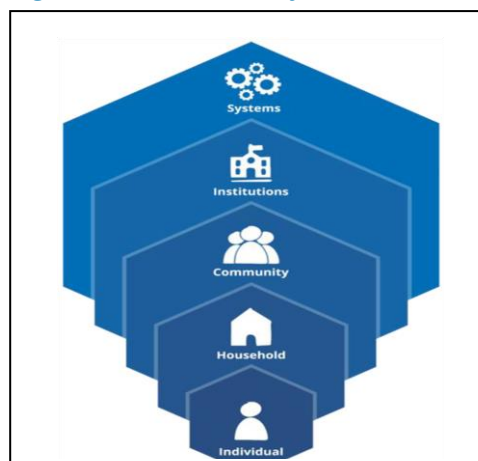 Systems
Institutions
Community
Household
Individual